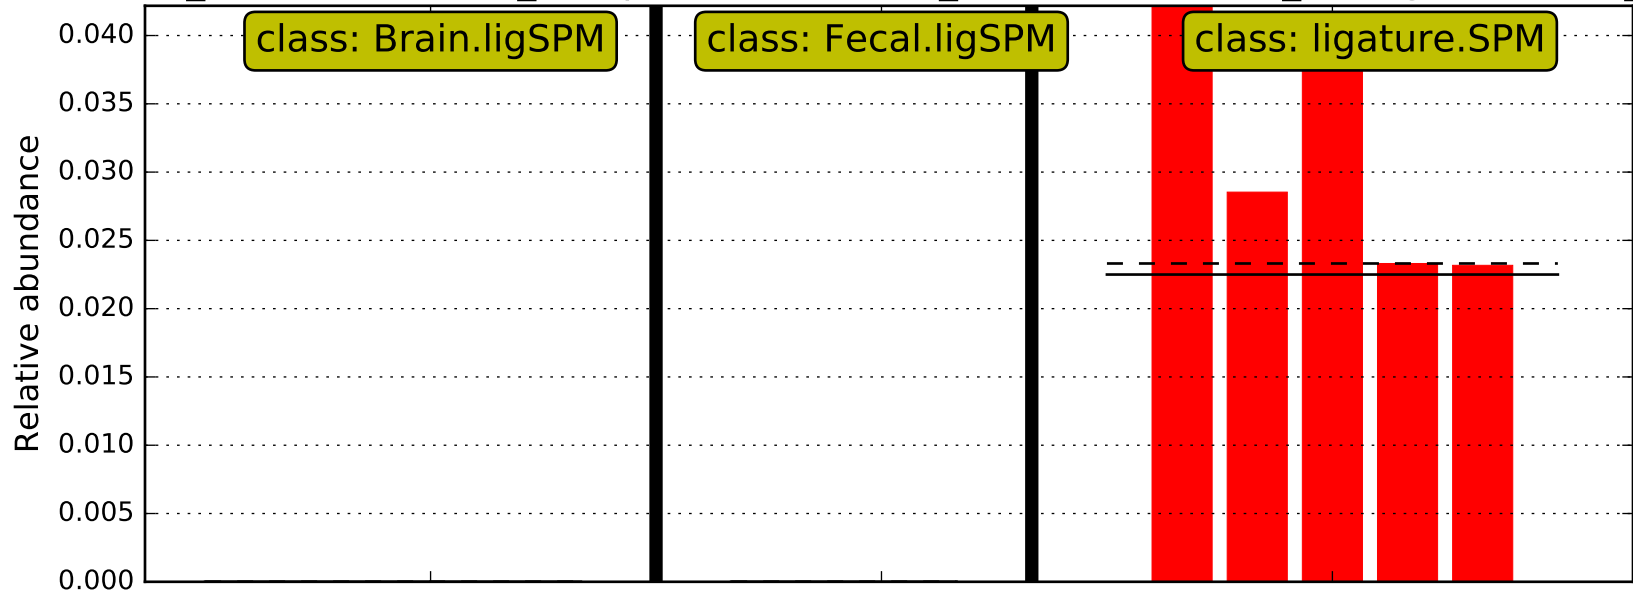 class: Brain.ligSPM
class: Fecal.ligSPM
class: ligature.SPM
Relative abundance
0.040
0.035
0.030
0.025
0.020
0.015
0.010
0.005
0.000